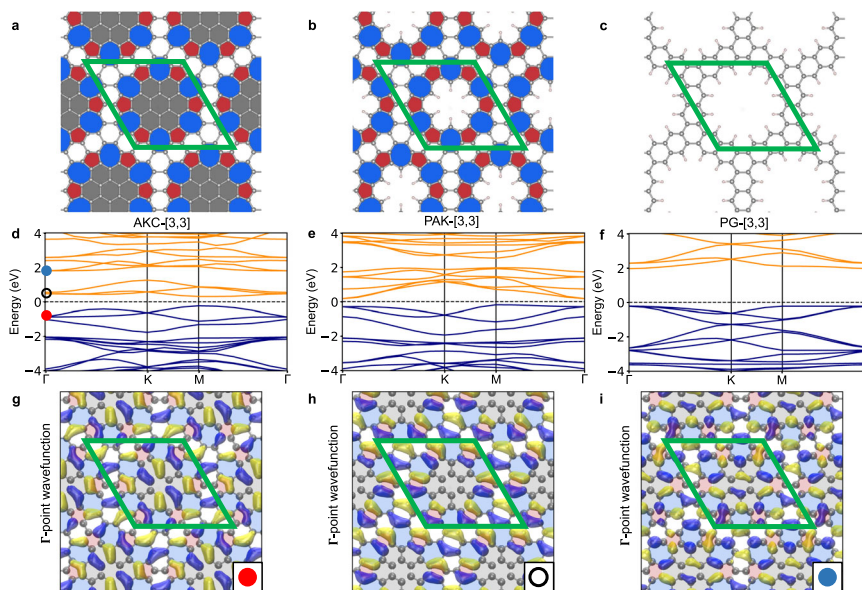 a
b
c
AKC-[3,3]
PAK-[3,3]
PG-[3,3]
d
e
f
Energy (eV)
4
2
0
−2
−4
Γ
K
M
Γ
Energy (eV)
4
2
0
−2
−4
Γ
K
M
Γ
Energy (eV)
4
2
0
−2
−4
Γ
K
M
Γ
g
h
i
Γ-point wavefunction
Γ-point wavefunction
Γ-point wavefunction